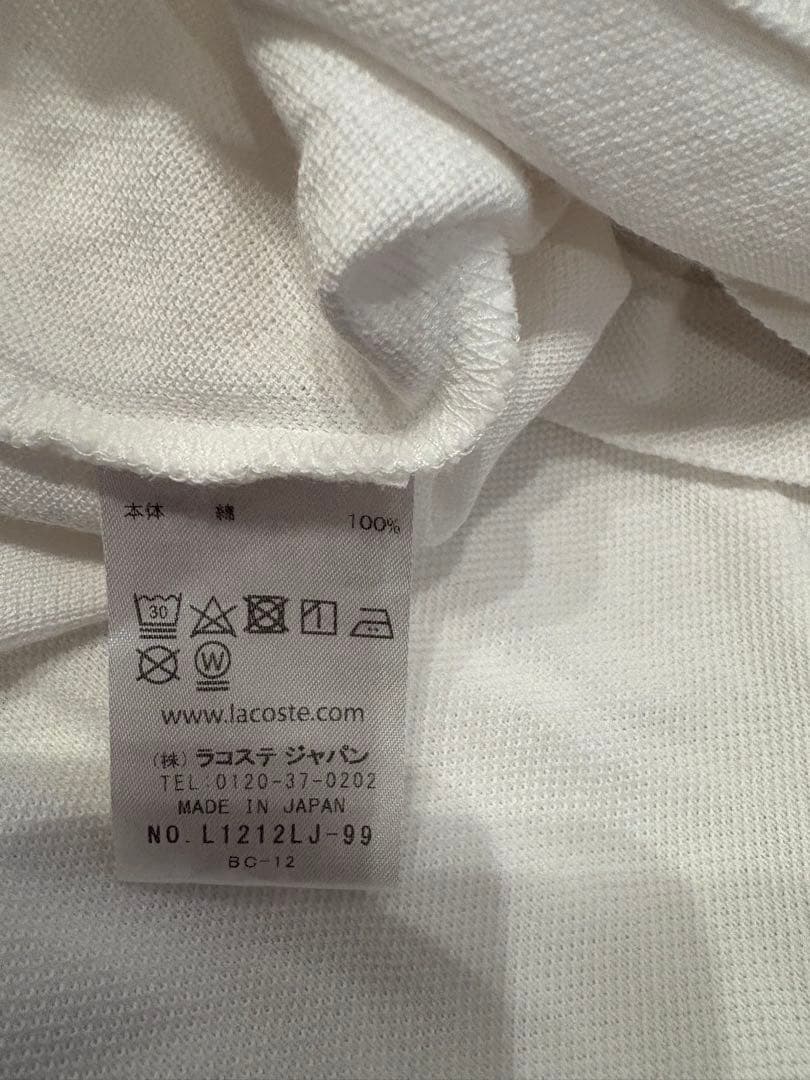 本体 綿 100%
30
W
www.lacoste.com
(株) ラコステ ジャパン
TEL:0120-37-0202
MADE IN JAPAN
NO. L1212LJ-99
BC-12